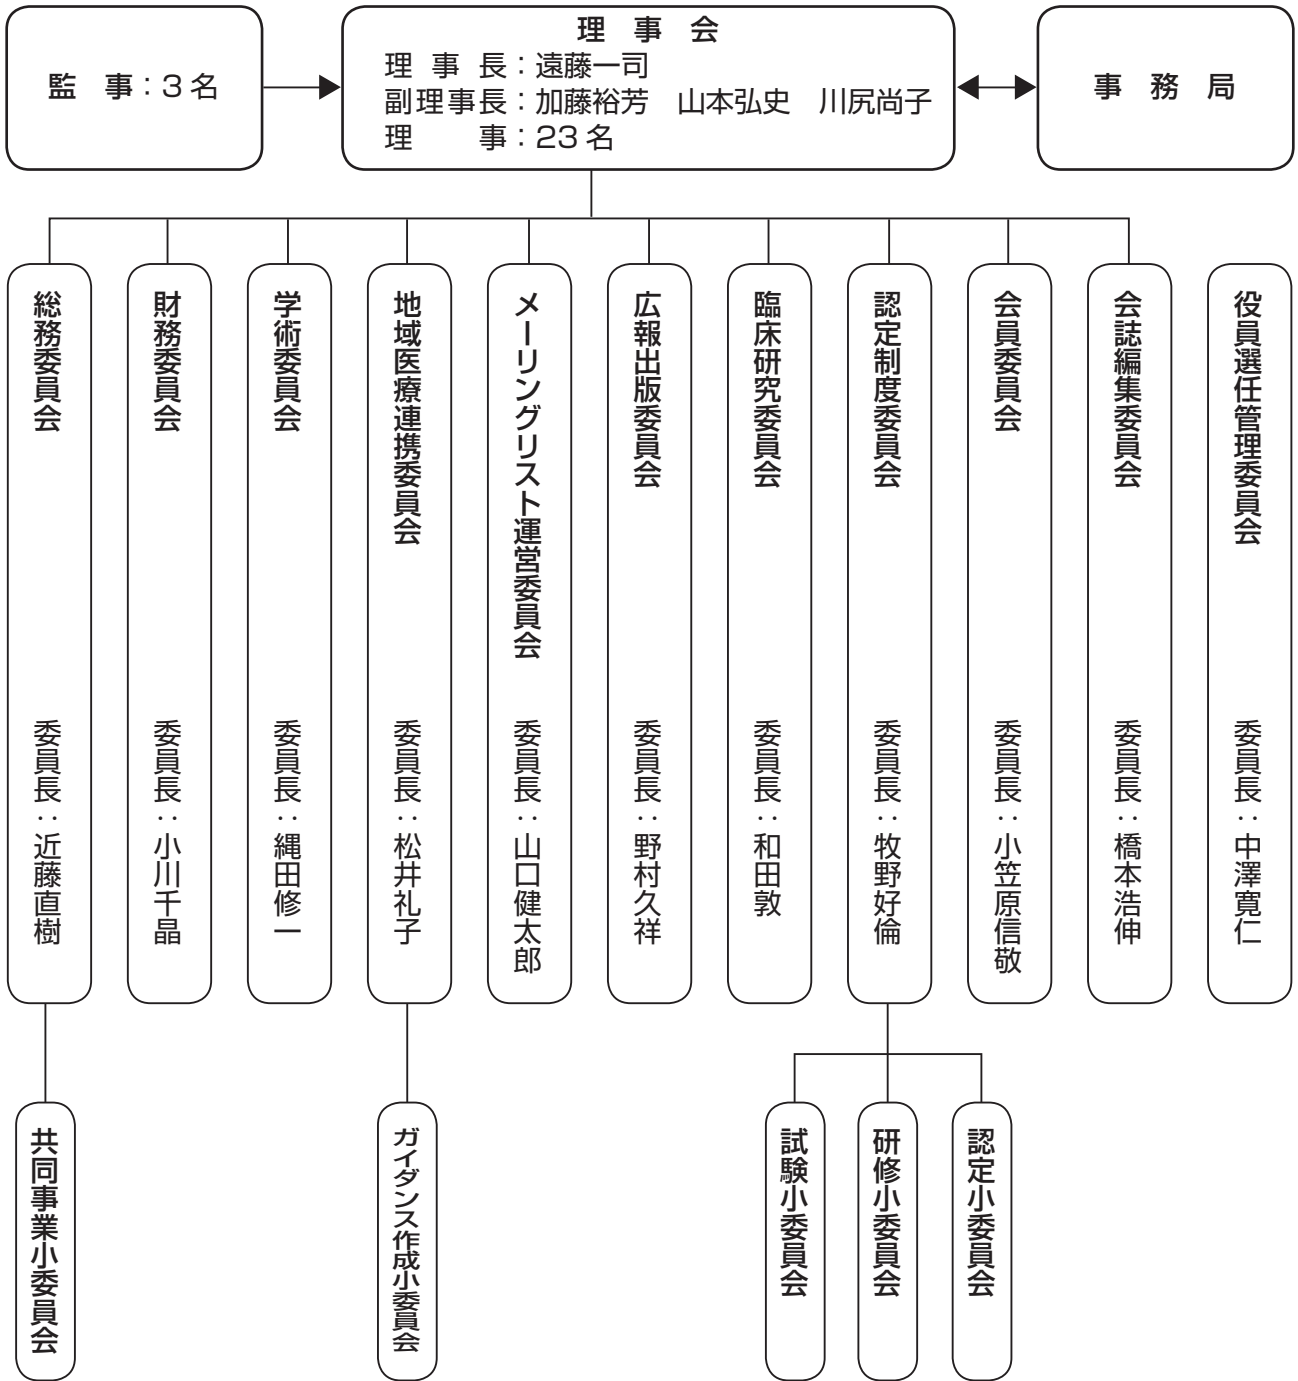 監　事：3名
理　事　会
理　事　長：遠藤一司
副理事長：加藤裕芳　山本弘史　川尻尚子
理　　　事：23名
事　務　局
総務委員会　委員長：近藤直樹
財務委員会　委員長：小川千晶
学術委員会　委員長：縄田修一
地域医療連携委員会　委員長：松井礼子
メーリングリスト運営委員会　委員長：山口健太郎
広報出版委員会　委員長：野村久祥
臨床研究委員会　委員長：和田敦
認定制度委員会　委員長：牧野好倫
会員委員会　委員長：小笠原信敬
会誌編集委員会　委員長：橋本浩伸
役員選任管理委員会　委員長：中澤寛仁
共同事業小委員会
ガイダンス作成小委員会
試験小委員会
研修小委員会
認定小委員会